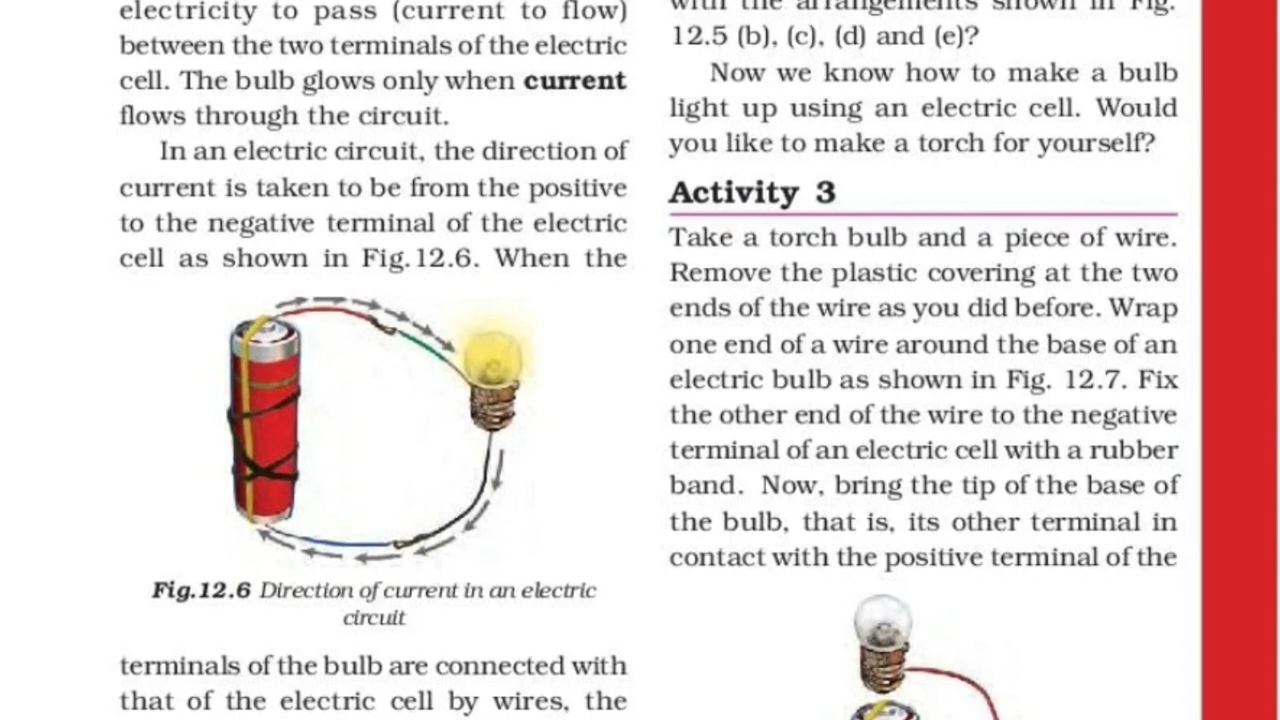 electricity to pass (current to flow)
between the two terminals of the electric
cell. The bulb glows only when current
flows through the circuit.
In an electric circuit, the direction of
current is taken to be from the positive
to the negative terminal of the electric
cell as shown in Fig.12.6. When the
Fig.12.6 Direction of current in an electric
circuit
terminals of the bulb are connected with
that of the electric cell by wires, the
with the arrangements shown in Fig.
12.5 (b), (c), (d) and (e)?
Now we know how to make a bulb
light up using an electric cell. Would
you like to make a torch for yourself?
Activity 3
Take a torch bulb and a piece of wire.
Remove the plastic covering at the two
ends of the wire as you did before. Wrap
one end of a wire around the base of an
electric bulb as shown in Fig. 12.7. Fix
the other end of the wire to the negative
terminal of an electric cell with a rubber
band. Now, bring the tip of the base of
the bulb, that is, its other terminal in
contact with the positive terminal of the